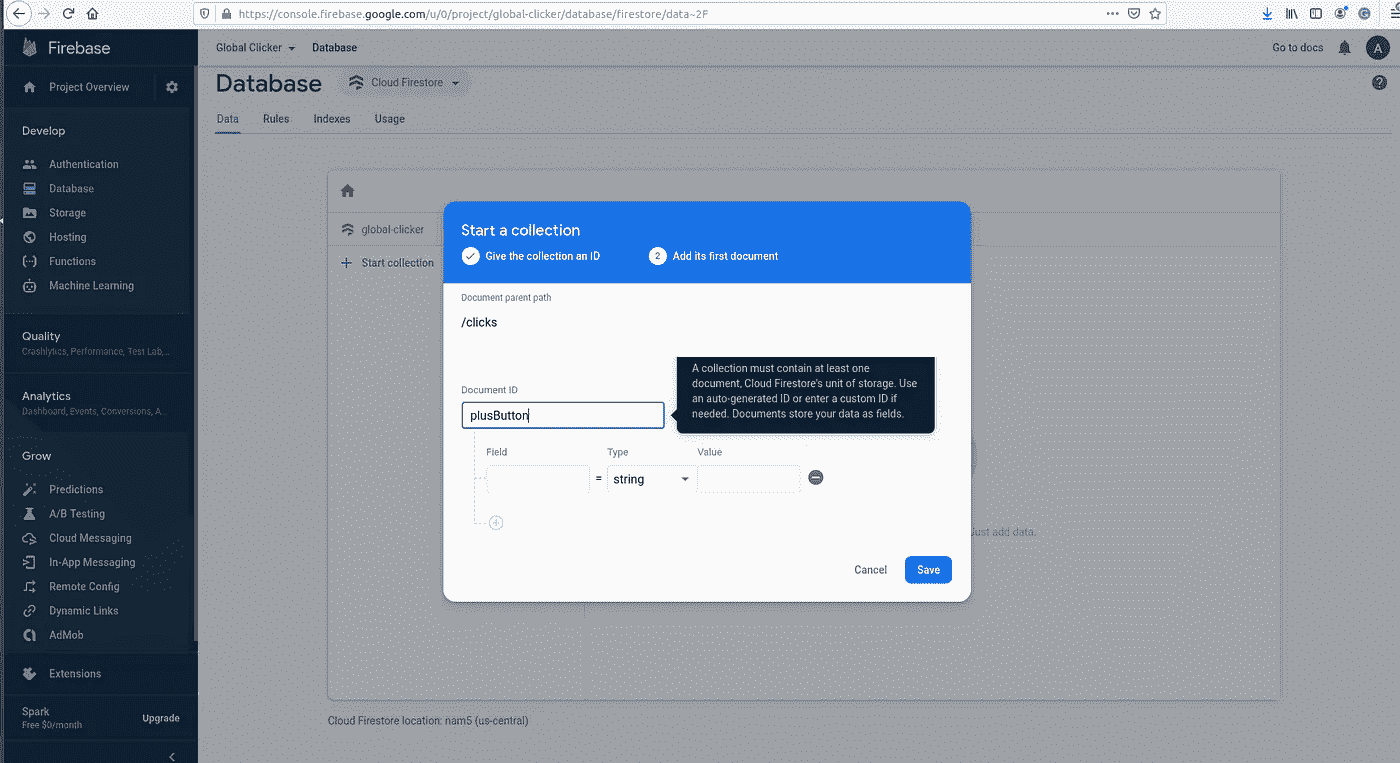 https://console.firebase.google.com/u/0/project/global-clicker/database/firestore/data~2F
Firebase
Global Clicker
Database
Go to docs
A
Project Overview
Database
Cloud Firestore
Data
Rules
Indexes
Usage
Develop
Authentication
Database
Storage
Hosting
Functions
Machine Learning
Quality
Crashlytics, Performance, Test Lab,...
Analytics
Dashboard, Events, Conversions, A...
Grow
Predictions
A/B Testing
Cloud Messaging
In-App Messaging
Remote Config
Dynamic Links
AdMob
Extensions
Spark
Free $0/month
Upgrade
global-clicker
Start collection
Start a collection
Give the collection an ID
2 Add its first document
Document parent path
/clicks
A collection must contain at least one
document, Cloud Firestore's unit of storage. Use
an auto-generated ID or enter a custom ID if
needed. Documents store your data as fields.
Document ID
plusButton
Field
Type
Value
= string
Cancel
Save
Just add data.
Cloud Firestore location: nam5 (us-central)